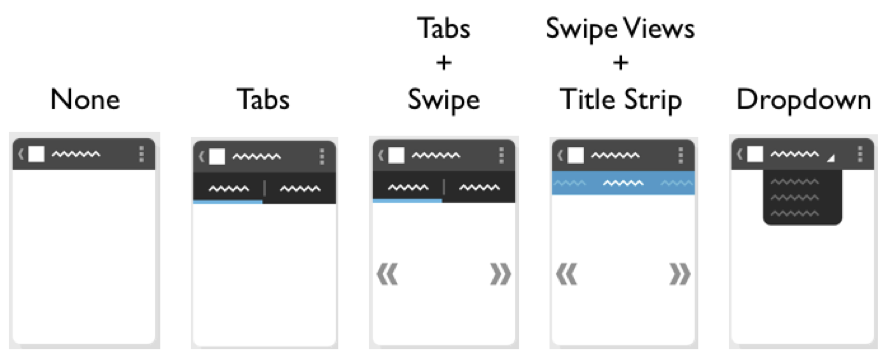 None
Tabs
Tabs
+
Swipe
Swipe Views
+
Title Strip
Dropdown